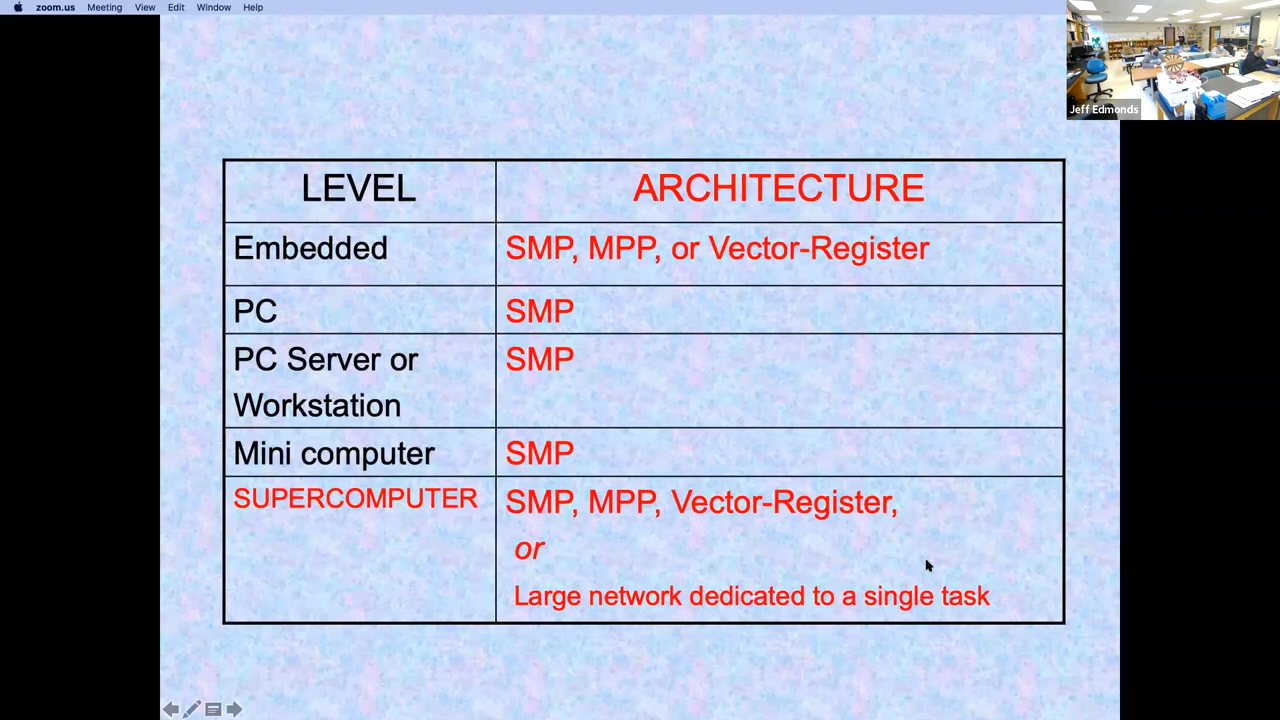 zoom.us Meeting View Edit Window Help
Jeff Edmonds
LEVEL ARCHITECTURE
Embedded SMP, MPP, or Vector-Register
PC SMP
PC Server or SMP
Workstation
Mini computer SMP
SUPERCOMPUTER SMP, MPP, Vector-Register,
or
Large network dedicated to a single task